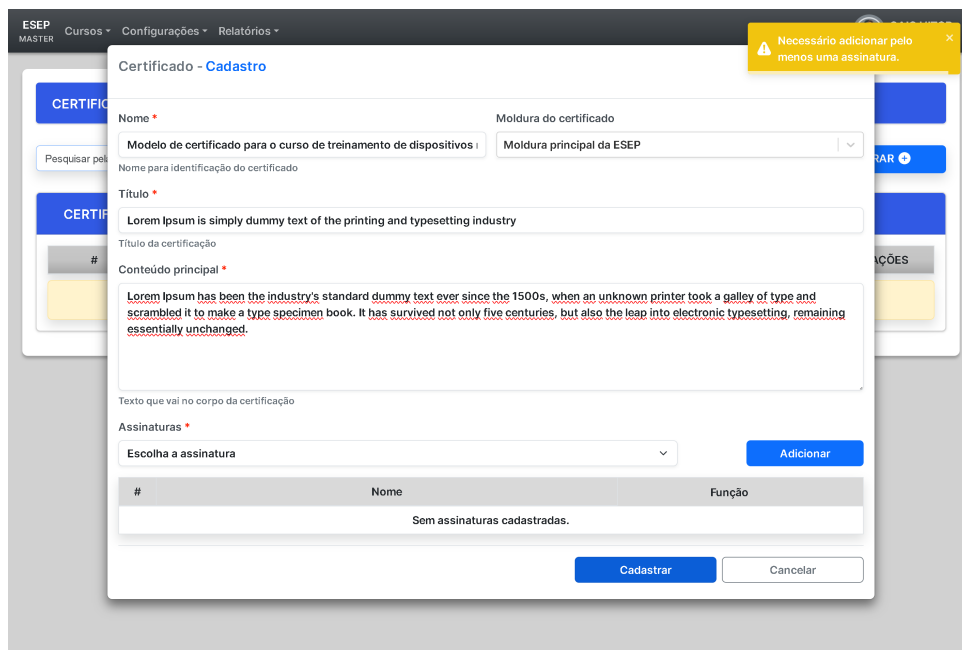 ESEP
MASTER
Cursos
Configurações
Relatórios
Necessário adicionar pelo
menos uma assinatura.
Certificado - Cadastro
Nome *
Moldura do certificado
Modelo de certificado para o curso de treinamento de dispositivos
Moldura principal da ESEP
Nome para identificação do certificado
Título *
Lorem Ipsum is simply dummy text of the printing and typesetting industry
Título da certificação
Conteúdo principal *
Lorem Ipsum has been the industry's standard dummy text ever since the 1500s, when an unknown printer took a galley of type and
scrambled it to make a type specimen book. It has survived not only five centuries, but also the leap into electronic typesetting, remaining
essentially unchanged.
Texto que vai no corpo da certificação
Assinaturas *
Escolha a assinatura
Adicionar
# Nome Função
Sem assinaturas cadastradas.
Cadastrar
Cancelar
CERTIFIC
Pesquisar pel
RAR
CERTIF
#
AÇÕES